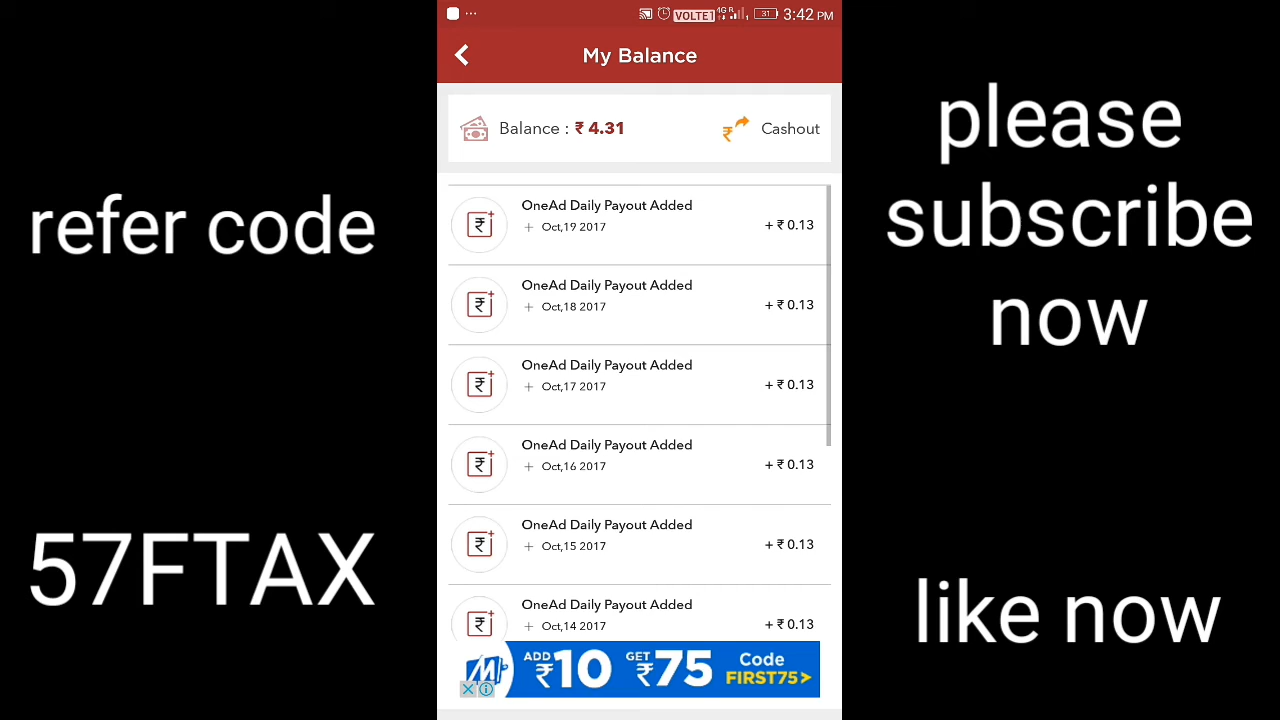 refer code
57FTAX
VOLTE1 4G R 1 31 3:42 PM
My Balance
Balance : ₹ 4.31 Cashout
OneAd Daily Payout Added
+ Oct,19 2017 + ₹ 0.13
OneAd Daily Payout Added
+ Oct,18 2017 + ₹ 0.13
OneAd Daily Payout Added
+ Oct,17 2017 + ₹ 0.13
OneAd Daily Payout Added
+ Oct,16 2017 + ₹ 0.13
OneAd Daily Payout Added
+ Oct,15 2017 + ₹ 0.13
OneAd Daily Payout Added
+ Oct,14 2017 + ₹ 0.13
ADD ₹10 GET ₹75 Code
FIRST75>
please
subscribe
now
like now